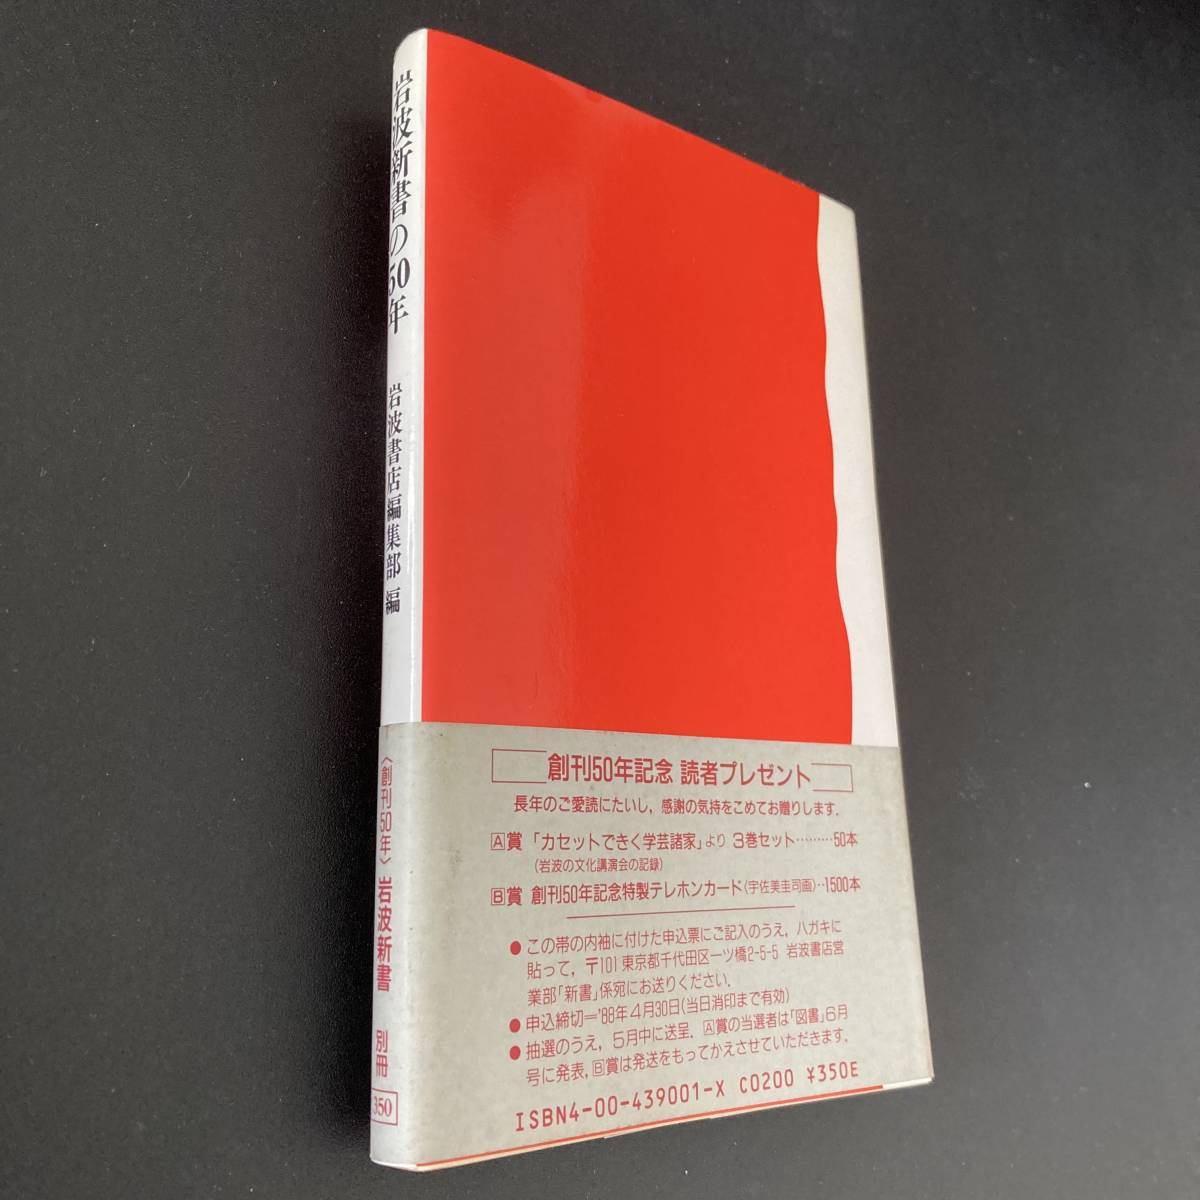 岩波新書の50年
岩波書店編集部 編
〈創刊50年〉岩波新書 別冊
350
創刊50年記念 読者プレゼント
長年のご愛読にたいし,感謝の気持をこめてお贈りします.
A賞 「カセットできく学芸諸家」より 3巻セット………50本
(岩波の文化講演会の記録)
B賞 創刊50年記念特製テレホンカード(宇佐美圭司画)‥1500本
● この帯の内袖に付けた申込票にご記入のうえ,ハガキに
貼って,〒101 東京都千代田区一ツ橋2-5-5 岩波書店営
業部「新書」係宛にお送りください.
● 申込締切='88年4月30日(当日消印まで有効)
● 抽選のうえ,5月中に送呈.A賞の当選者は「図書」6月
号に発表,B賞は発送をもってかえさせていただきます.
ISBN4-00-439001-X C0200 ¥350E